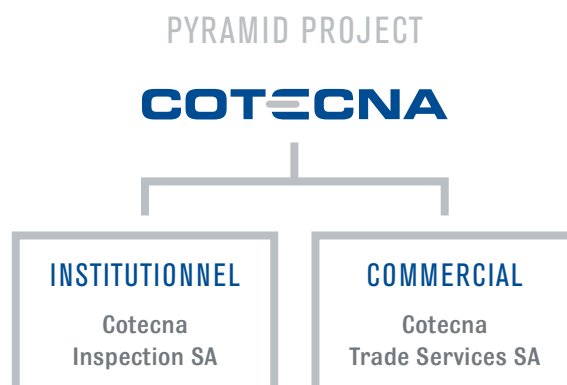 PYRAMID PROJECT
COTECNA
INSTITUTIONNEL
Cotecna
Inspection SA
COMMERCIAL
Cotecna
Trade Services SA